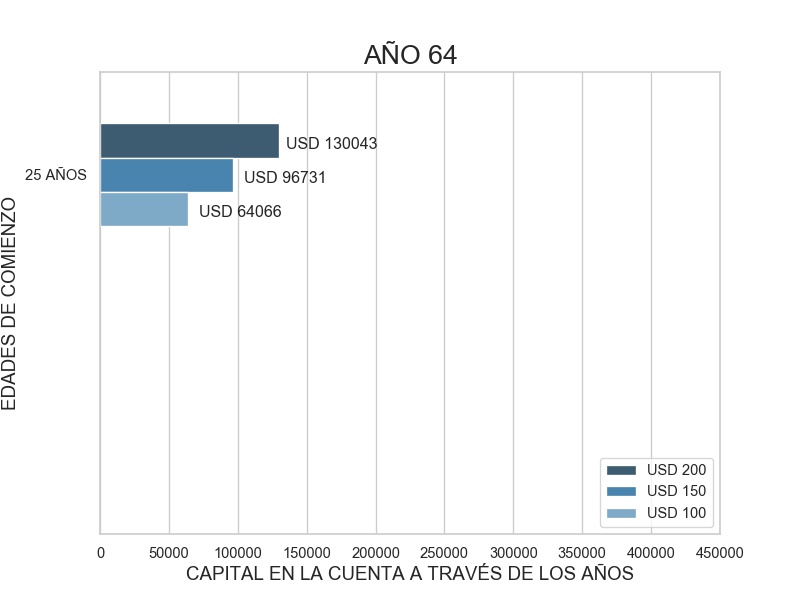 AÑO 64
USD 130043
25 AÑOS
USD 96731
USD 64066
EDADES DE COMIENZO
USD 200
USD 150
USD 100
0 50000 100000 150000 200000 250000 300000 350000 400000 450000
CAPITAL EN LA CUENTA A TRAVÉS DE LOS AÑOS